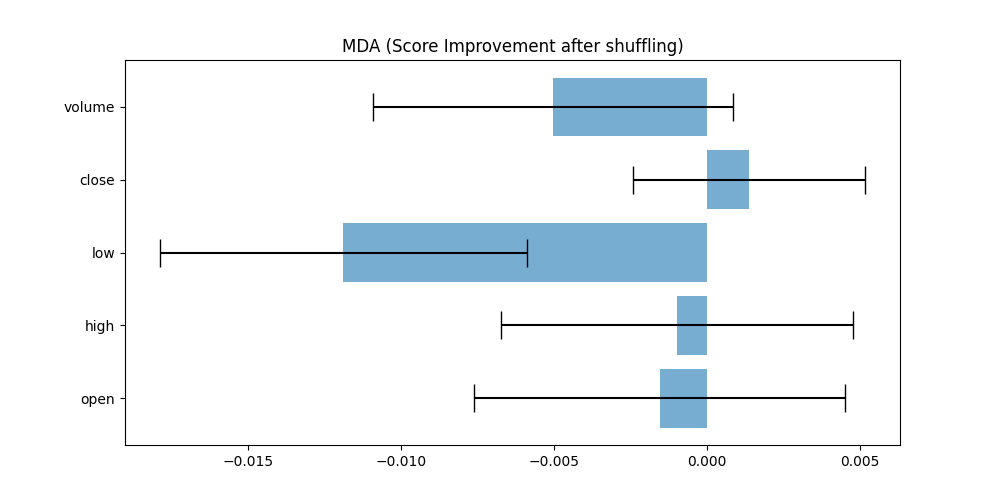 MDA (Score Improvement after shuffling)
volume
close
low
high
open
−0.015
−0.010
−0.005
0.000
0.005